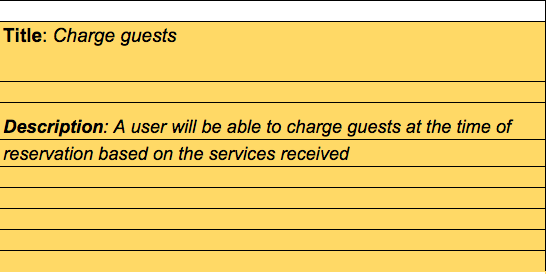 Title: Charge guests
Description: A user will be able to charge guests at the time of
reservation based on the services received